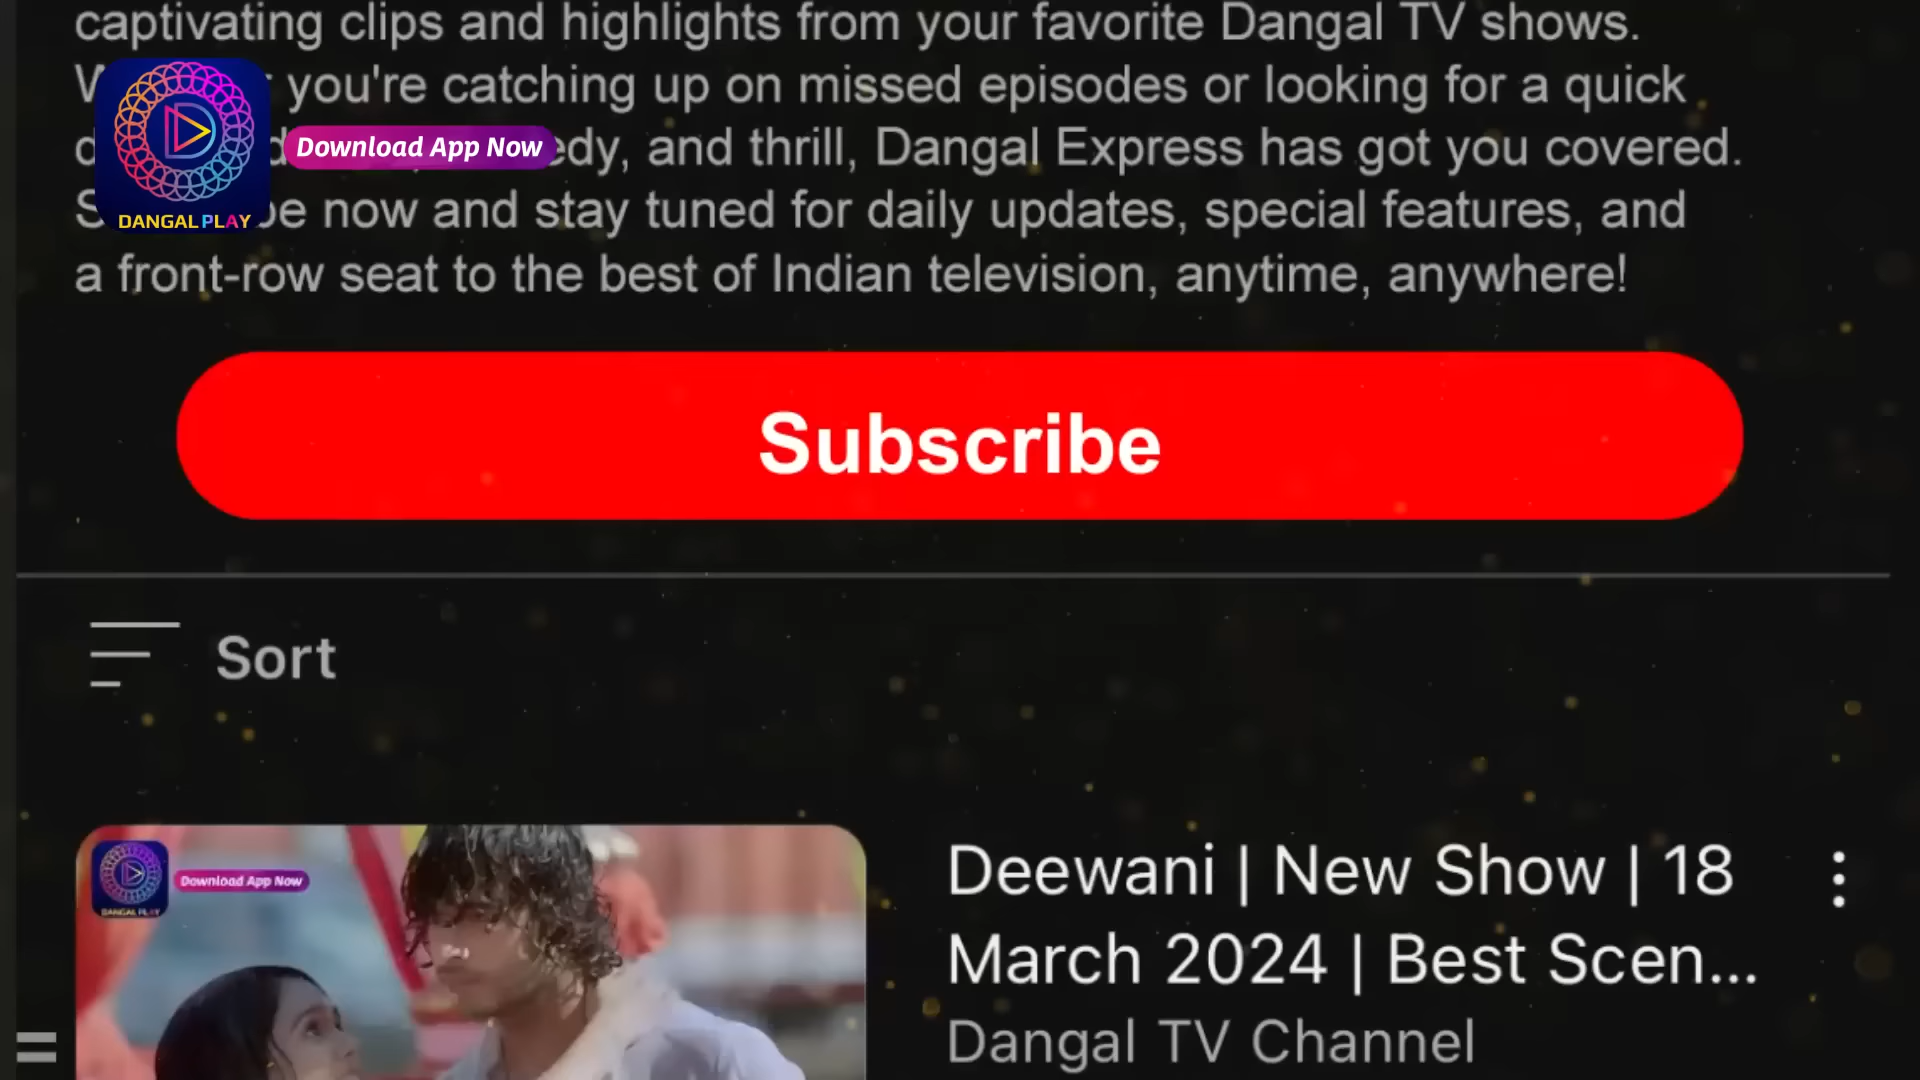 captivating clips and highlights from your favorite Dangal TV shows.
you're catching up on missed episodes or looking for a quick
and thrill, Dangal Express has got you covered.
Download App Now
now and stay tuned for daily updates, special features, and
DANGAL PLAY
a front-row seat to the best of Indian television, anytime, anywhere!
Subscribe
Sort
Download App Now
DANGAL PLAY
Deewani | New Show | 18
March 2024 | Best Scen...
Dangal TV Channel